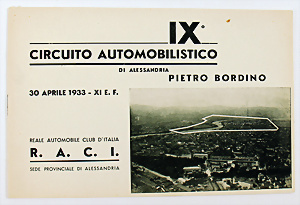 IX°
CIRCUITO AUTOMOBILISTICO
DI ALESSANDRIA
PIETRO BORDINO
30 APRILE 1933 - XI E. F.
REALE AUTOMOBILE CLUB D'ITALIA
R. A. C. I.
SEDE PROVINCIALE DI ALESSANDRIA